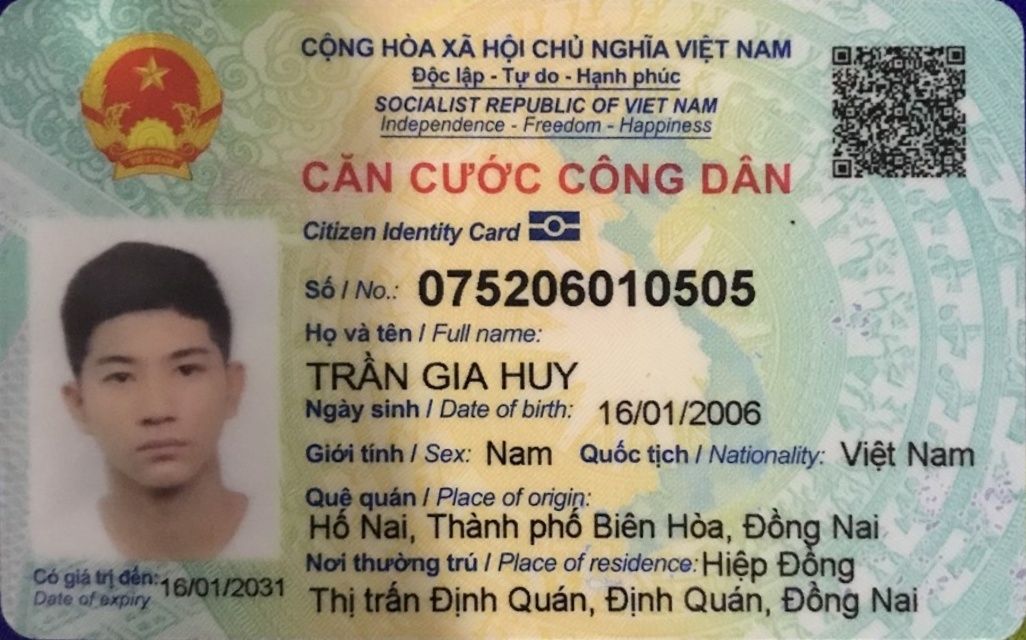 CỘNG HÒA XÃ HỘI CHỦ NGHĨA VIỆT NAM
Độc lập - Tự do - Hạnh phúc
SOCIALIST REPUBLIC OF VIET NAM
Independence - Freedom - Happiness
CĂN CƯỚC CÔNG DÂN
Citizen Identity Card
Số / No.: 075206010505
Họ và tên / Full name:
TRẦN GIA HUY
Ngày sinh / Date of birth: 16/01/2006
Giới tính / Sex: Nam Quốc tịch / Nationality: Việt Nam
Quê quán / Place of origin:
Hố Nai, Thành phố Biên Hòa, Đồng Nai
Nơi thường trú / Place of residence: Hiệp Đồng
Thị trấn Định Quán, Định Quán, Đồng Nai
Có giá trị đến: 16/01/2031
Date of expiry